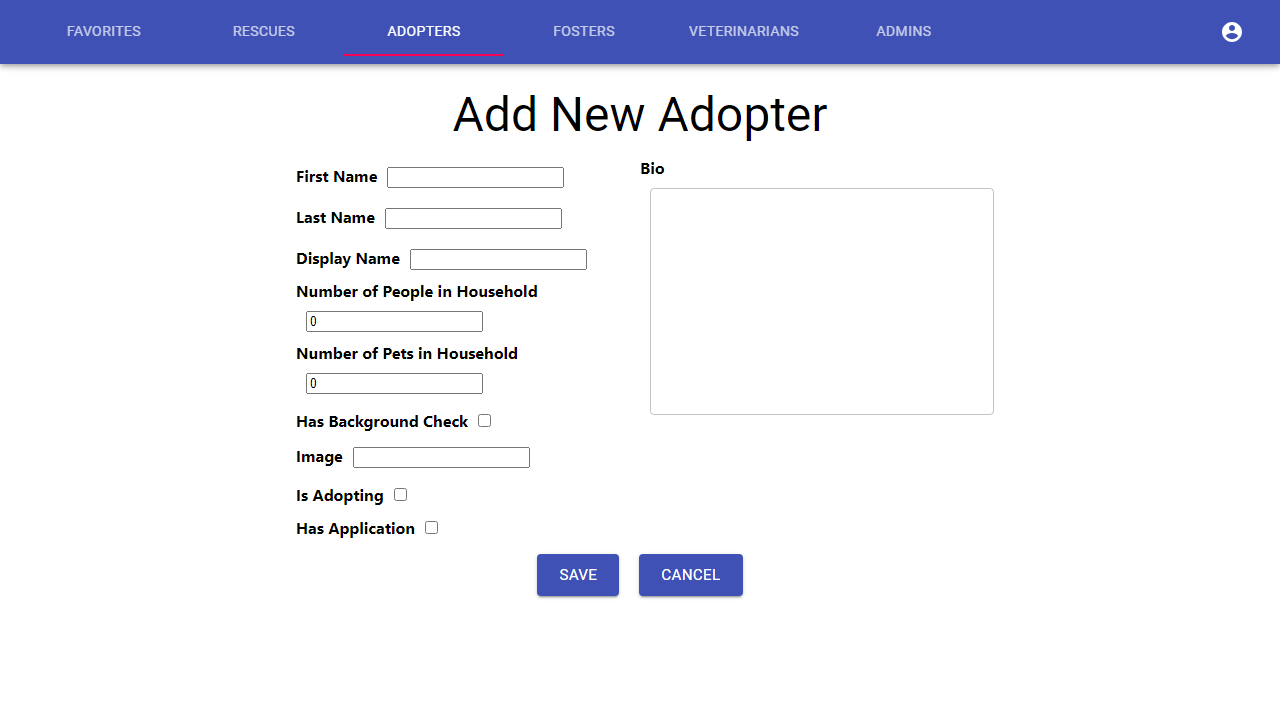 FAVORITES RESCUES ADOPTERS FOSTERS VETERINARIANS ADMINS
Add New Adopter
First Name
Last Name
Display Name
Number of People in Household
0
Number of Pets in Household
0
Has Background Check
Image
Is Adopting
Has Application
Bio
SAVE CANCEL